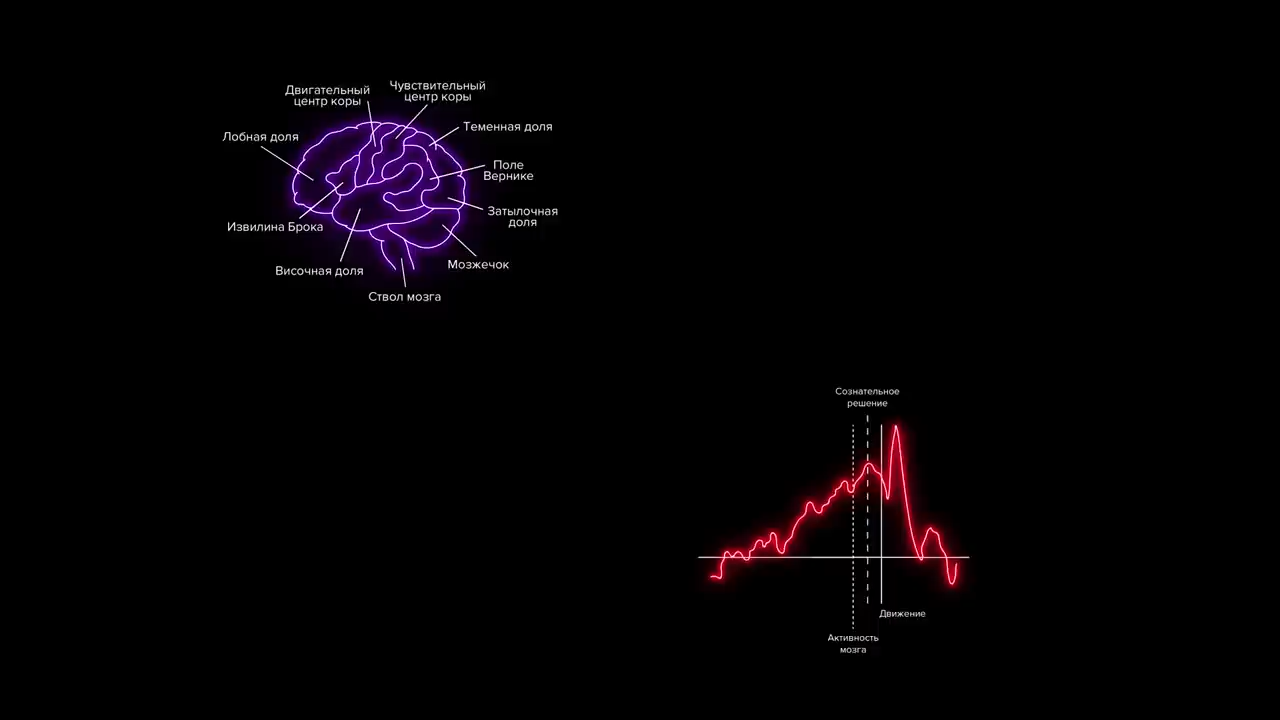 Двигательный
центр коры
Чувствительный
центр коры
Лобная доля
Теменная доля
Поле
Вернике
Затылочная
доля
Извилина Брока
Височная доля
Мозжечок
Ствол мозга
Сознательное
решение
Движение
Активность
мозга